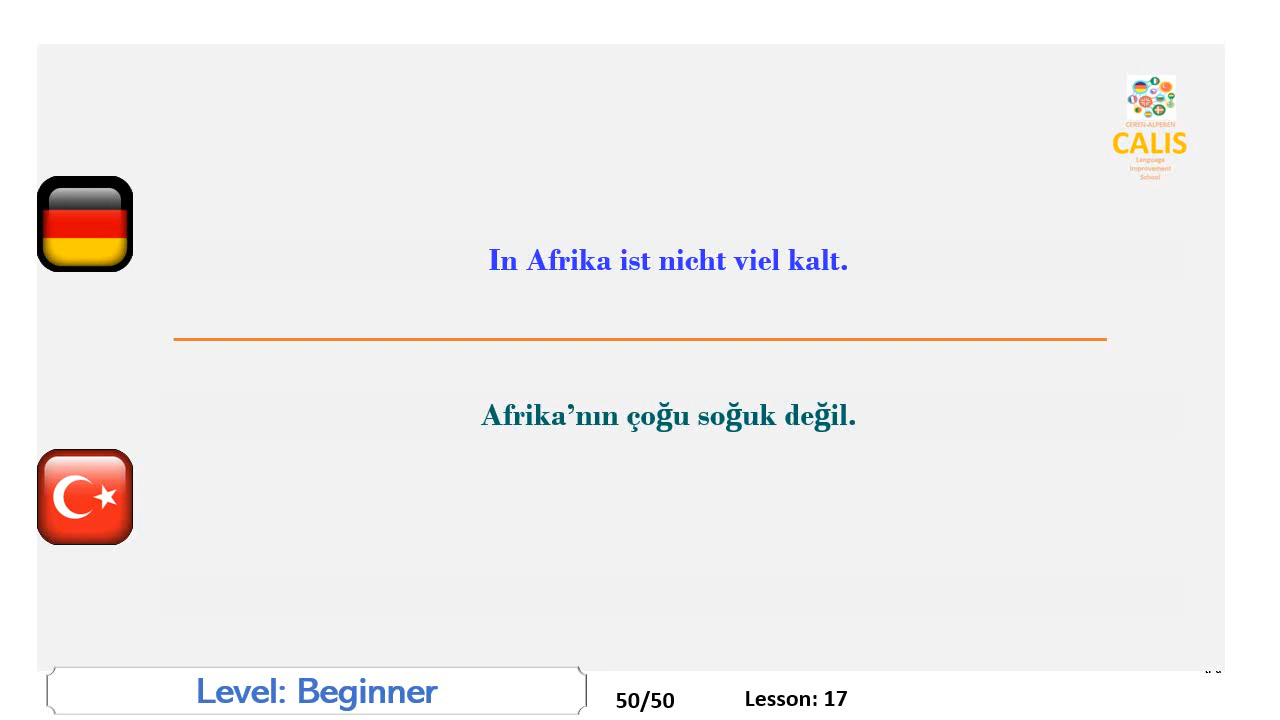 CEREN-ALPEREN
CALIS
Language
Improvement
School
In Afrika ist nicht viel kalt.
Afrika’nın çoğu soğuk değil.
Level: Beginner
50/50
Lesson: 17